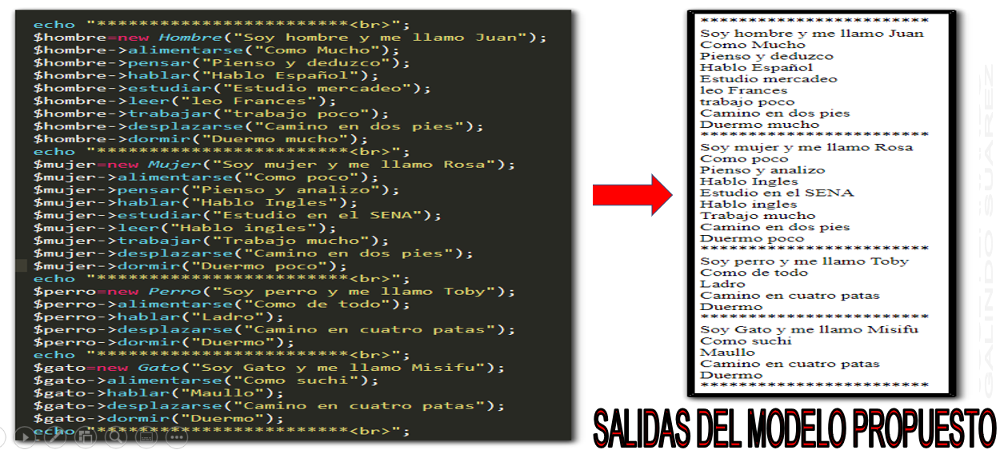 echo "************************<br>";
$hombre=new Hombre("Soy hombre y me llamo Juan");
$hombre->alimentarse("Como Mucho");
$hombre->pensar("Pienso y deduzco");
$hombre->hablar("Hablo Español");
$hombre->estudiar("Estudio mercadeo");
$hombre->leer("leo Frances");
$hombre->trabajar("trabajo poco");
$hombre->desplazarse("Camino en dos pies");
$hombre->dormir("Duermo mucho");
echo "************************<br>";
$mujer=new Mujer("Soy mujer y me llamo Rosa");
$mujer->alimentarse("Como poco");
$mujer->pensar("Pienso y analizo");
$mujer->hablar("Hablo Ingles");
$mujer->estudiar("Estudio en el SENA");
$mujer->leer("Hablo ingles");
$mujer->trabajar("Trabajo mucho");
$mujer->desplazarse("Camino en dos pies");
$mujer->dormir("Duermo poco");
echo "************************<br>";
$perro=new Perro("Soy perro y me llamo Toby");
$perro->alimentarse("Como de todo");
$perro->hablar("Ladro");
$perro->desplazarse("Camino en cuatro patas");
$perro->dormir("Duermo");
echo "************************<br>";
$gato=new Gato("Soy Gato y me llamo Misifu");
$gato->alimentarse("Como suchi");
$gato->hablar("Maullo");
$gato->desplazarse("Camino en cuatro patas");
$gato->dormir("Duermo");
echo "************************<br>";
************************
Soy hombre y me llamo Juan
Como Mucho
Pienso y deduzco
Hablo Español
Estudio mercadeo
leo Frances
trabajo poco
Camino en dos pies
Duermo mucho
************************
Soy mujer y me llamo Rosa
Como poco
Pienso y analizo
Hablo Ingles
Estudio en el SENA
Hablo ingles
Trabajo mucho
Camino en dos pies
Duermo poco
************************
Soy perro y me llamo Toby
Como de todo
Ladro
Camino en cuatro patas
Duermo
************************
Soy Gato y me llamo Misifu
Como suchi
Maullo
Camino en cuatro patas
Duermo
************************
SALIDAS DEL MODELO PROPUESTO
GALINDO SUAREZ